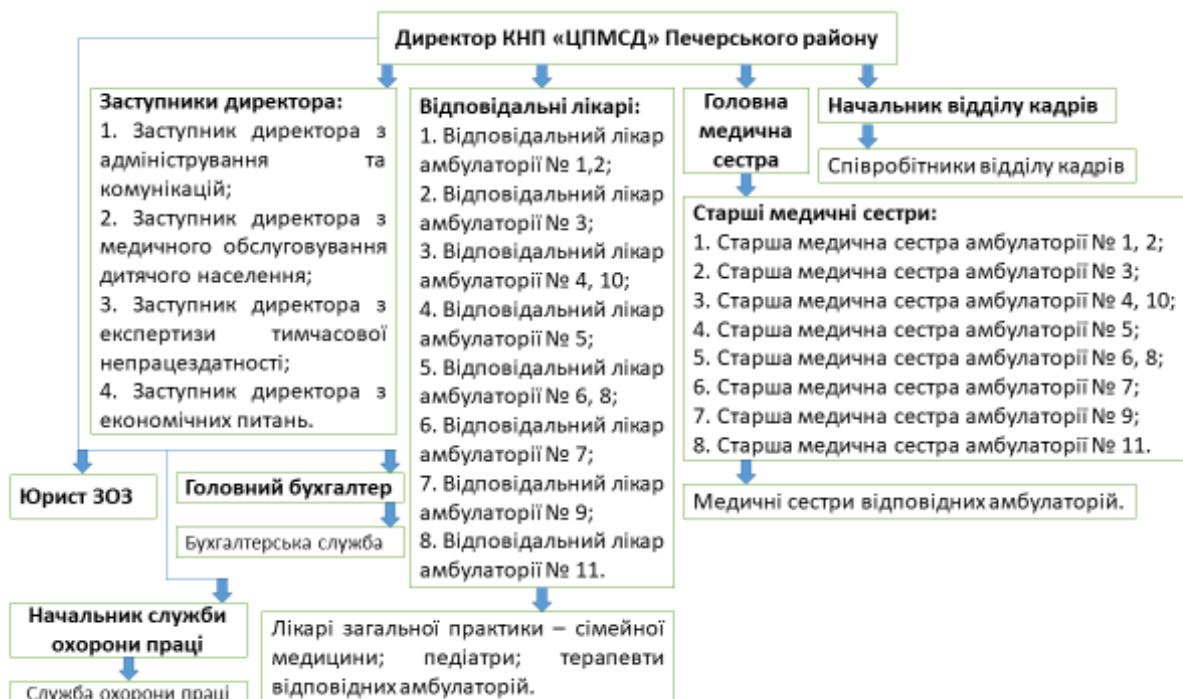 Директор КНП «ЦПМСД» Печерського району
Заступники директора:
1. Заступник директора з
адміністрування та
комунікацій;
2. Заступник директора з
медичного обслуговування
дитячого населення;
3. Заступник директора з
експертизи тимчасової
непрацездатності;
4. Заступник директора з
економічних питань.
Відповідальні лікарі:
1. Відповідальний лікар
амбулаторії № 1,2;
2. Відповідальний лікар
амбулаторії № 3;
3. Відповідальний лікар
амбулаторії № 4, 10;
4. Відповідальний лікар
амбулаторії № 5;
5. Відповідальний лікар
амбулаторії № 6, 8;
6. Відповідальний лікар
амбулаторії № 7;
7. Відповідальний лікар
амбулаторії № 9;
8. Відповідальний лікар
амбулаторії № 11.
Головна
медична
сестра
Начальник відділу кадрів
Співробітники відділу кадрів
Старші медичні сестри:
1. Старша медична сестра амбулаторії № 1, 2;
2. Старша медична сестра амбулаторії № 3;
3. Старша медична сестра амбулаторії № 4, 10;
4. Старша медична сестра амбулаторії № 5;
5. Старша медична сестра амбулаторії № 6, 8;
6. Старша медична сестра амбулаторії № 7;
7. Старша медична сестра амбулаторії № 9;
8. Старша медична сестра амбулаторії № 11.
Медичні сестри відповідних амбулаторій.
Юрист ЗОЗ
Головний бухгалтер
Бухгалтерська служба
Начальник служби
охорони праці
Служба охорони праці
Лікарі загальної практики – сімейної
медицини; педіатри; терапевти
відповідних амбулаторій.